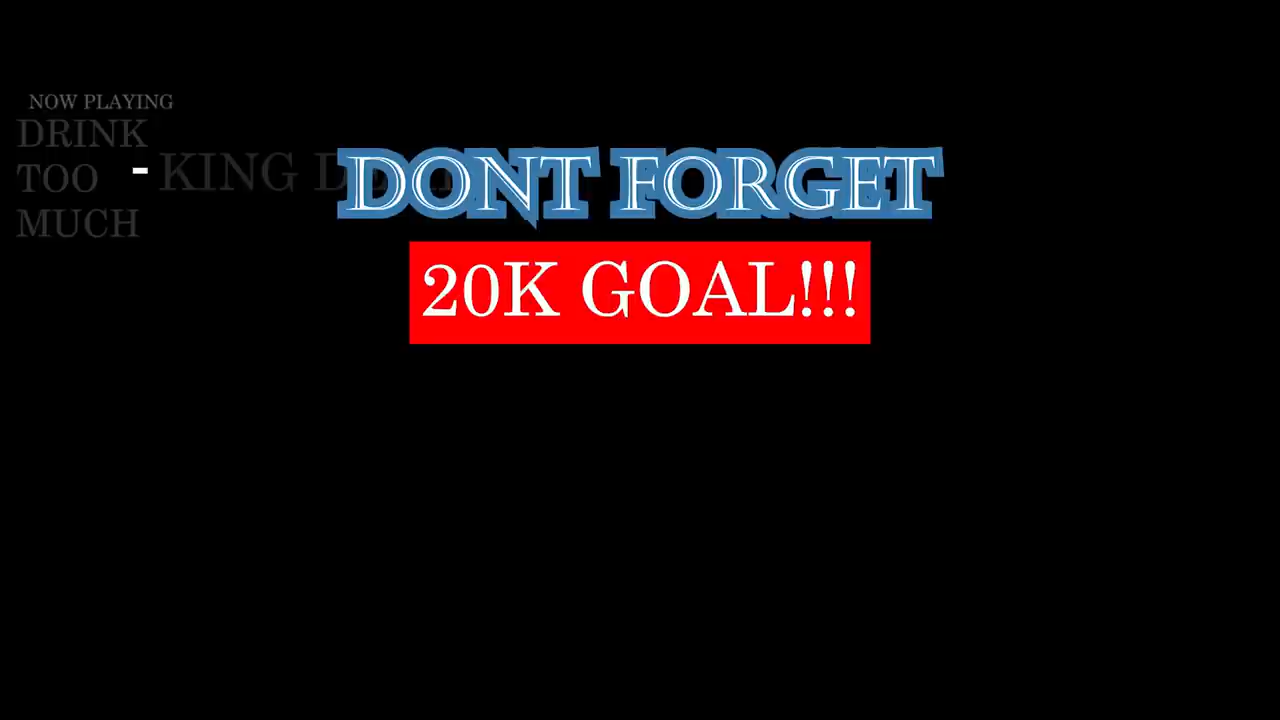 NOW PLAYING
DRINK
TOO
MUCH
- KING
DONT FORGET
20K GOAL!!!